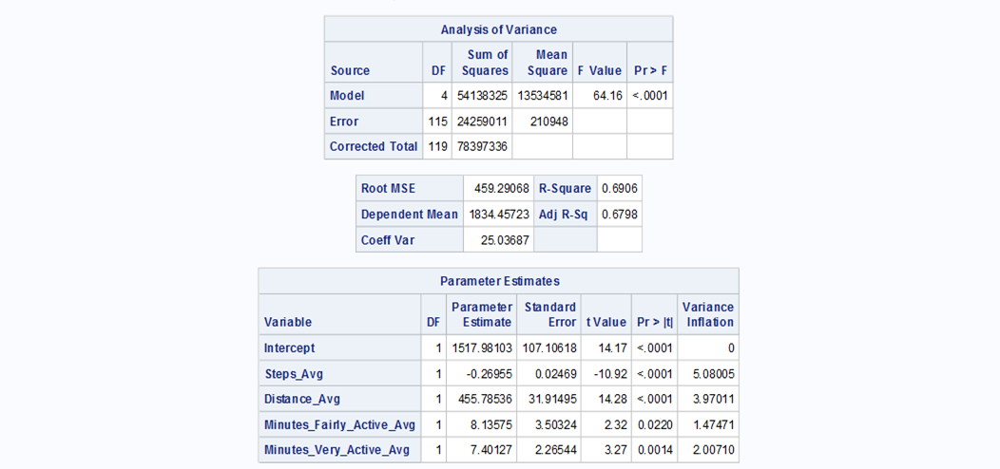 Analysis of Variance
Source DF Sum of Squares Mean Square F Value Pr > F
Model 4 54138325 13534581 64.16 <.0001
Error 115 24259011 210948
Corrected Total 119 78397336
Root MSE 459.29068 R-Square 0.6906
Dependent Mean 1834.45723 Adj R-Sq 0.6798
Coeff Var 25.03687
Parameter Estimates
Variable DF Parameter Estimate Standard Error t Value Pr > |t| Variance Inflation
Intercept 1 1517.98103 107.10618 14.17 <.0001 0
Steps_Avg 1 -0.26955 0.02469 -10.92 <.0001 5.08005
Distance_Avg 1 455.78536 31.91495 14.28 <.0001 3.97011
Minutes_Fairly_Active_Avg 1 8.13575 3.50324 2.32 0.0220 1.47471
Minutes_Very_Active_Avg 1 7.40127 2.26544 3.27 0.0014 2.00710